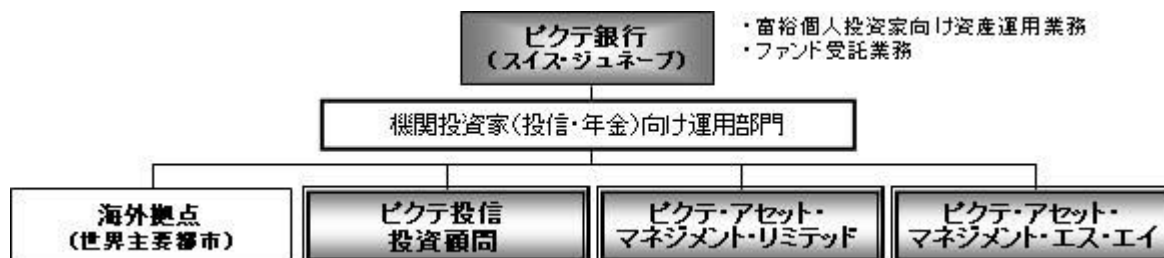 ピクテ銀行
(スイス・ジュネーブ)
・富裕個人投資家向け資産運用業務
・ファンド受託業務
機関投資家(投信・年金)向け運用部門
海外拠点
(世界主要都市)
ピクテ投信
投資顧問
ピクテ・アセット・
マネジメント・リミテッド
ピクテ・アセット・
マネジメント・エス・エイ